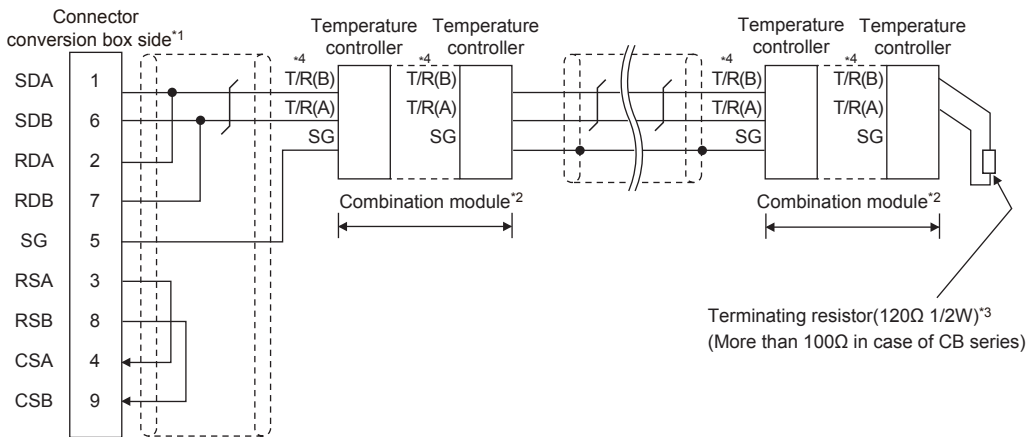 Connector
conversion box side*1
Temperature
controller
Temperature
controller
Temperature
controller
Temperature
controller
SDA 1
SDB 6
RDA 2
RDB 7
SG 5
RSA 3
RSB 8
CSA 4
CSB 9
*4
T/R(B)
T/R(A)
SG
*4
T/R(B)
T/R(A)
SG
*4
T/R(B)
T/R(A)
SG
*4
T/R(B)
T/R(A)
SG
Combination module*2
Combination module*2
Terminating resistor(120Ω 1/2W)*3
(More than 100Ω in case of CB series)